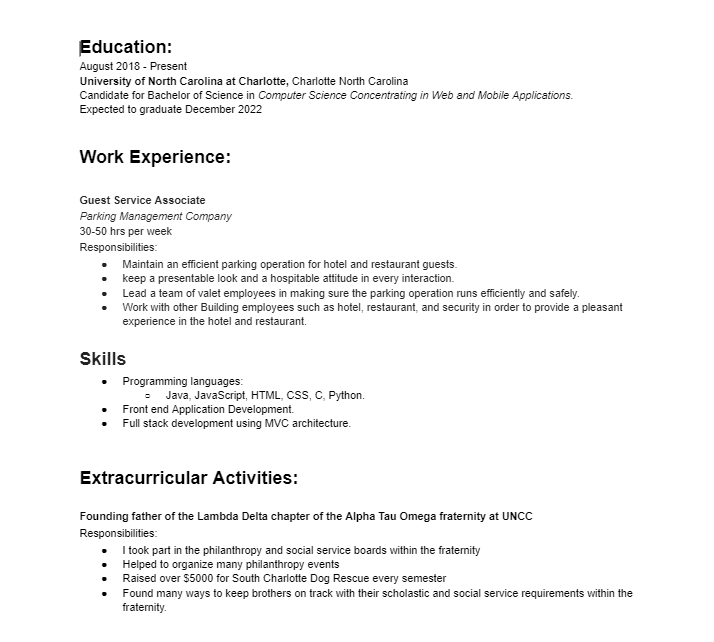 Education:
August 2018 - Present
University of North Carolina at Charlotte, Charlotte North Carolina
Candidate for Bachelor of Science in Computer Science Concentrating in Web and Mobile Applications.
Expected to graduate December 2022
Work Experience:
Guest Service Associate
Parking Management Company
30-50 hrs per week
Responsibilities:
• Maintain an efficient parking operation for hotel and restaurant guests.
• keep a presentable look and a hospitable attitude in every interaction.
• Lead a team of valet employees in making sure the parking operation runs efficiently and safely.
• Work with other Building employees such as hotel, restaurant, and security in order to provide a pleasant
experience in the hotel and restaurant.
Skills
• Programming languages:
○ Java, JavaScript, HTML, CSS, C, Python.
• Front end Application Development.
• Full stack development using MVC architecture.
Extracurricular Activities:
Founding father of the Lambda Delta chapter of the Alpha Tau Omega fraternity at UNCC
Responsibilities:
• I took part in the philanthropy and social service boards within the fraternity
• Helped to organize many philanthropy events
• Raised over $5000 for South Charlotte Dog Rescue every semester
• Found many ways to keep brothers on track with their scholastic and social service requirements within the
fraternity.